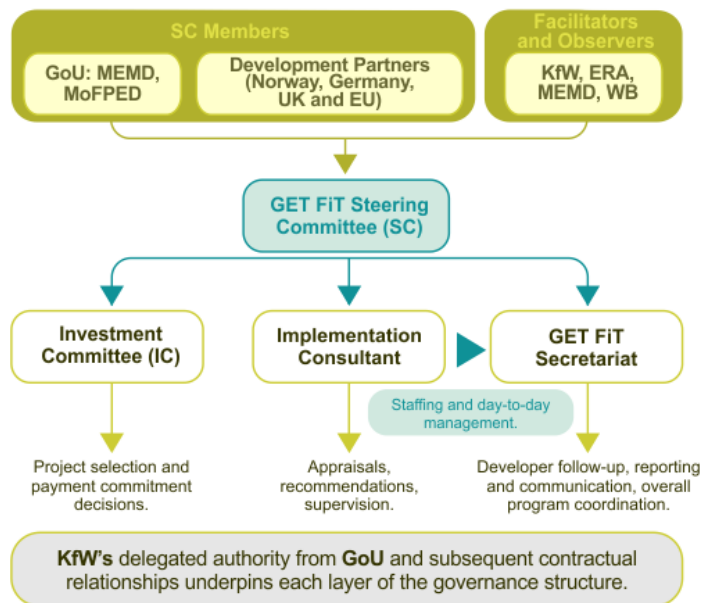 SC Members
GoU: MEMD,
MoFPED
Development Partners
(Norway, Germany,
UK and EU)
Facilitators
and Observers
KfW, ERA,
MEMD, WB
GET FiT Steering
Committee (SC)
Investment
Committee (IC)
Implementation
Consultant
GET FiT
Secretariat
Staffing and day-to-day
management.
Project selection and
payment commitment
decisions.
Appraisals,
recommendations,
supervision.
Developer follow-up, reporting
and communication, overall
program coordination.
KfW's delegated authority from GoU and subsequent contractual
relationships underpins each layer of the governance structure.